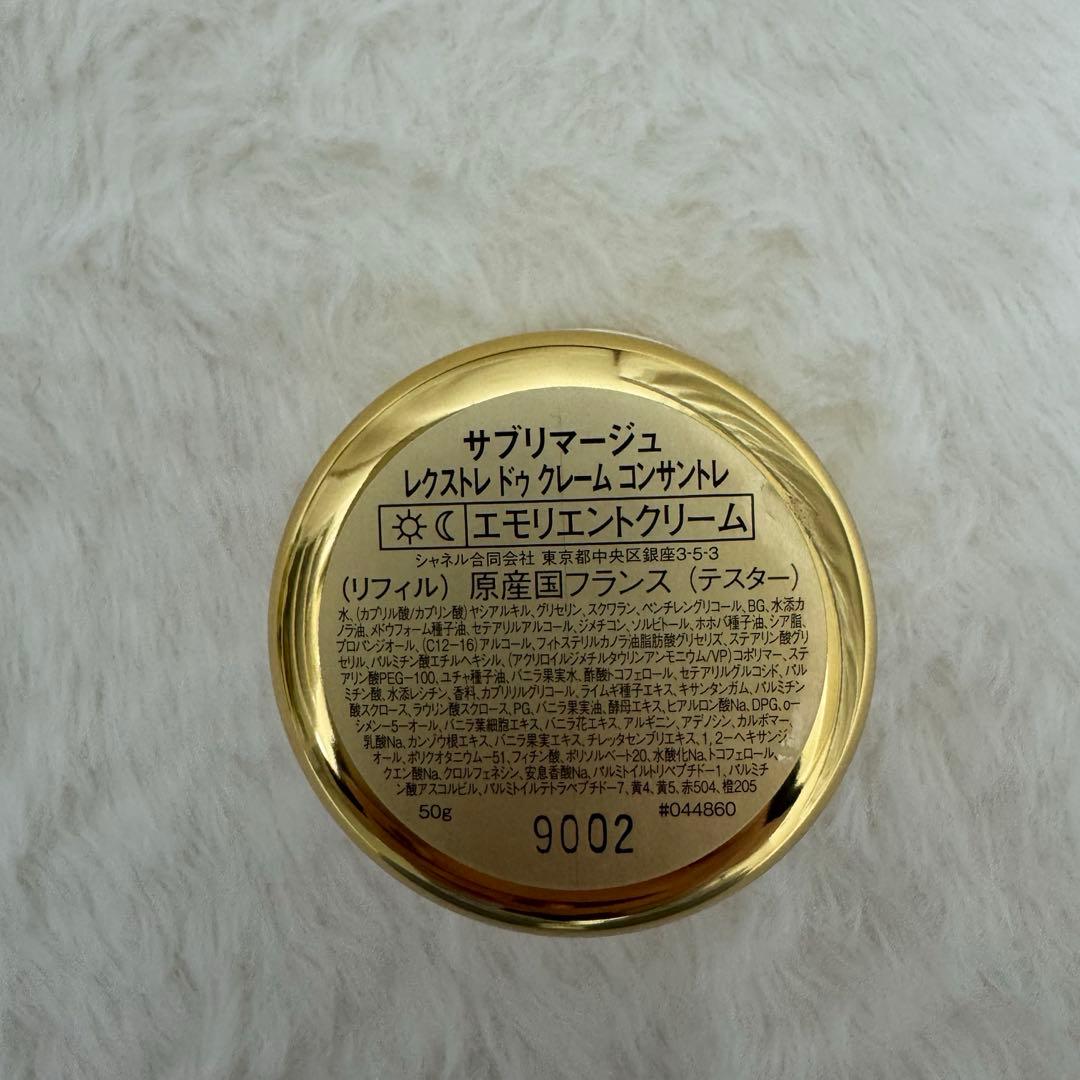 サブリマージュ
レクストレ ドゥ クレーム コンサントレ
エモリエントクリーム
シャネル合同会社 東京都中央区銀座3-5-3
(リフィル) 原産国フランス (テスター)
水、(カプリル酸/カプリン酸)ヤシアルキル、グリセリン、スクワラン、ペンチレングリコール、BG、水添カ
ノラ油、メドウフォーム種子油、セテアリルアルコール、ジメチコン、ソルビトール、ホホバ種子油、シア脂、
プロパンジオール、(C12-16)アルコール、フィトステリルカノラ油脂肪酸グリセリズ、ステアリン酸グリ
セリル、パルミチン酸エチルヘキシル、(アクリロイルジメチルタウリンアンモニウム/VP)コポリマー、ステ
アリン酸PEG-100、ユチャ種子油、バニラ果実水、酢酸トコフェロール、セテアリルグルコシド、パル
ミチン酸、水添レシチン、香料、カプリリルグリコール、ライムギ種子エキス、キサンタンガム、パルミチン
酸スクロース、ラウリン酸スクロース、PG、バニラ果実油、酵母エキス、ヒアルロン酸Na、DPG、o-
シメン-5-オール、バニラ葉細胞エキス、バニラ花エキス、アルギニン、アデノシン、カルボマー、
乳酸Na、カンゾウ根エキス、バニラ果実エキス、チレッタセンブリエキス、1，2-ヘキサンジ
オール、ポリクオタニウム-51、フィチン酸、ポリソルベート20、水酸化Na、トコフェロール、
クエン酸Na、クロルフェネシン、安息香酸Na、パルミトイルトリペプチド-1、パルミチ
ン酸アスコルビル、パルミトイルテトラペプチド-7、黄4、黄5、赤504、橙205
50g #044860
9002